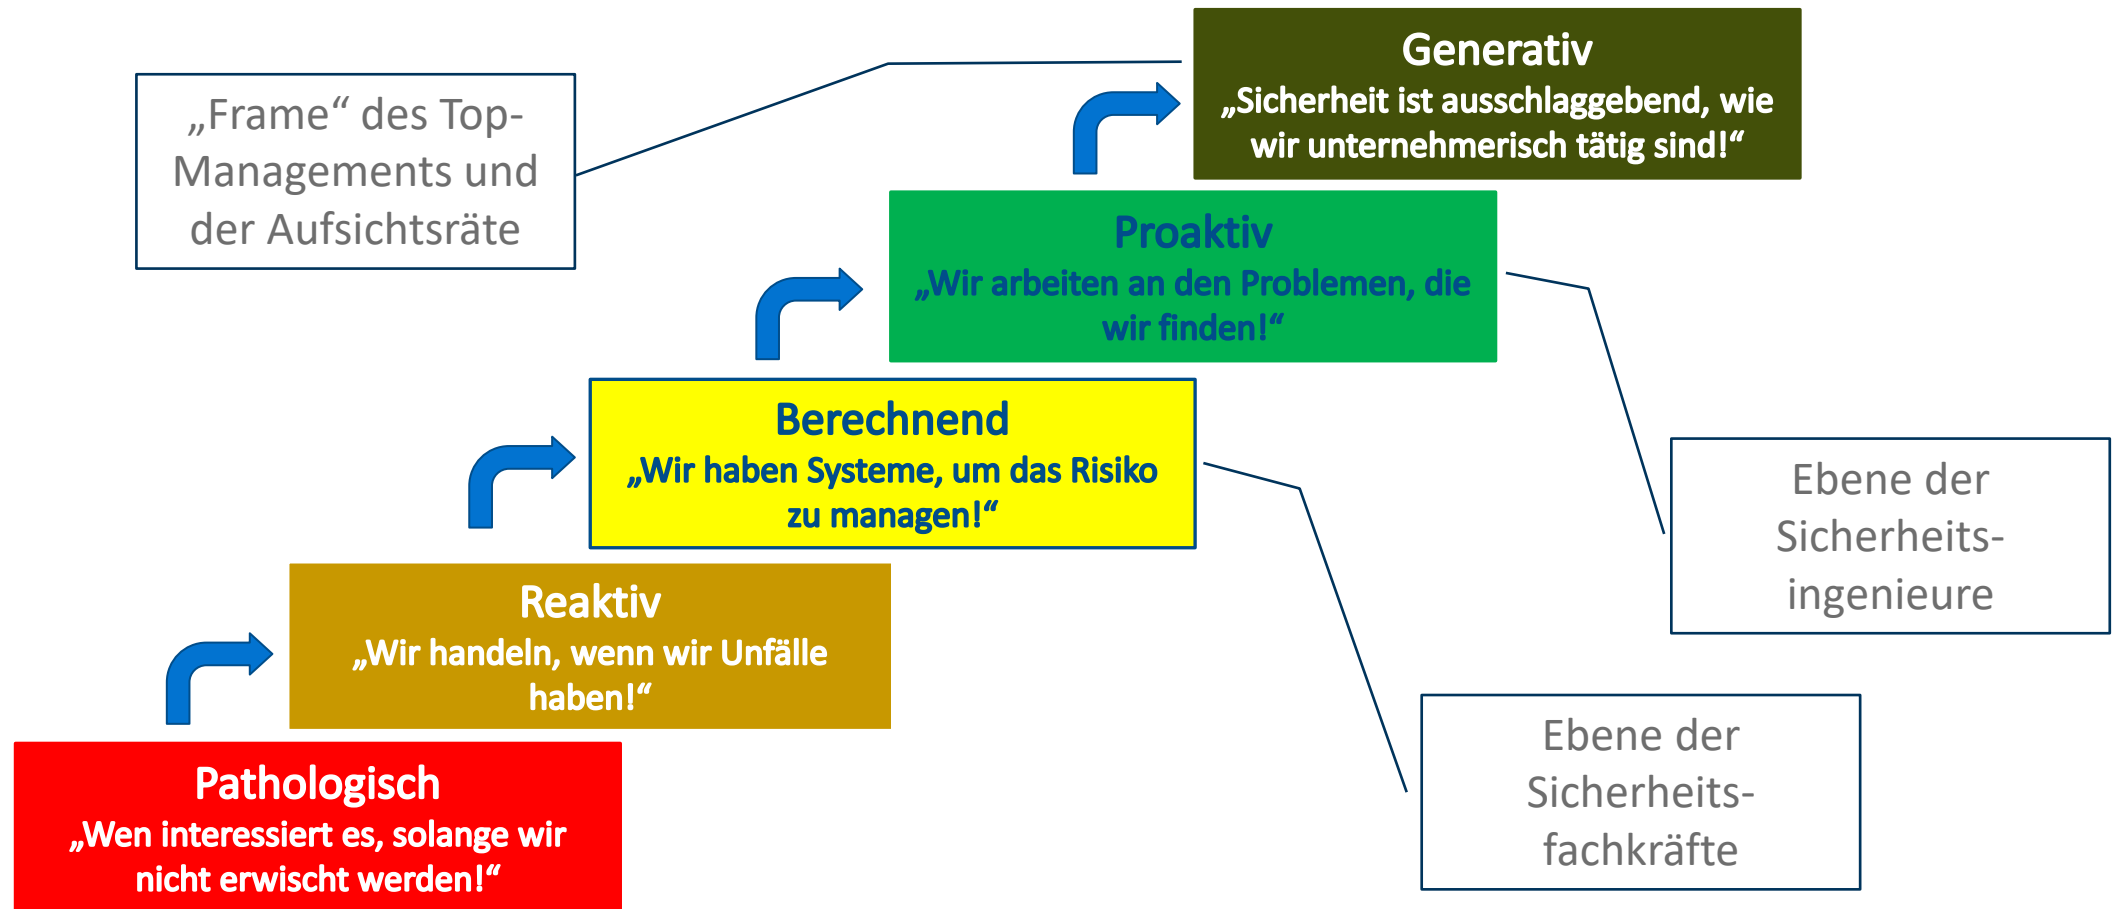 Generativ
„Sicherheit ist ausschlaggebend, wie
wir unternehmerisch tätig sind!“
„Frame“ des Top-
Managements und
der Aufsichtsräte
Proaktiv
„Wir arbeiten an den Problemen, die
wir finden!“
Berechnend
„Wir haben Systeme, um das Risiko
zu managen!“
Ebene der
Sicherheits-
ingenieure
Reaktiv
„Wir handeln, wenn wir Unfälle
haben!“
Ebene der
Sicherheits-
fachkräfte
Pathologisch
„Wen interessiert es, solange wir
nicht erwischt werden!“